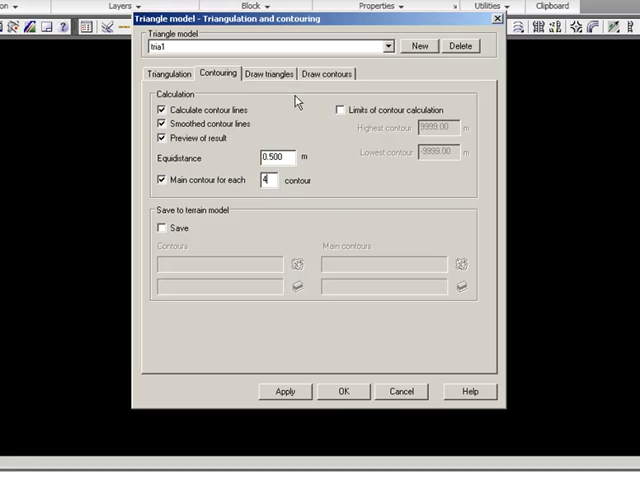 Layers
Block
Properties
Utilities
Clipboard
Triangle model - Triangulation and contouring
Triangle model
tria1
New
Delete
Triangulation
Contouring
Draw triangles
Draw contours
Calculation
Calculate contour lines
Smoothed contour lines
Preview of result
Equidistance 0.500 m
Main contour for each 4 contour
Limits of contour calculation
Highest contour 9999.00 m
Lowest contour -9999.00 m
Save to terrain model
Save
Contours
Main contours
Apply
OK
Cancel
Help